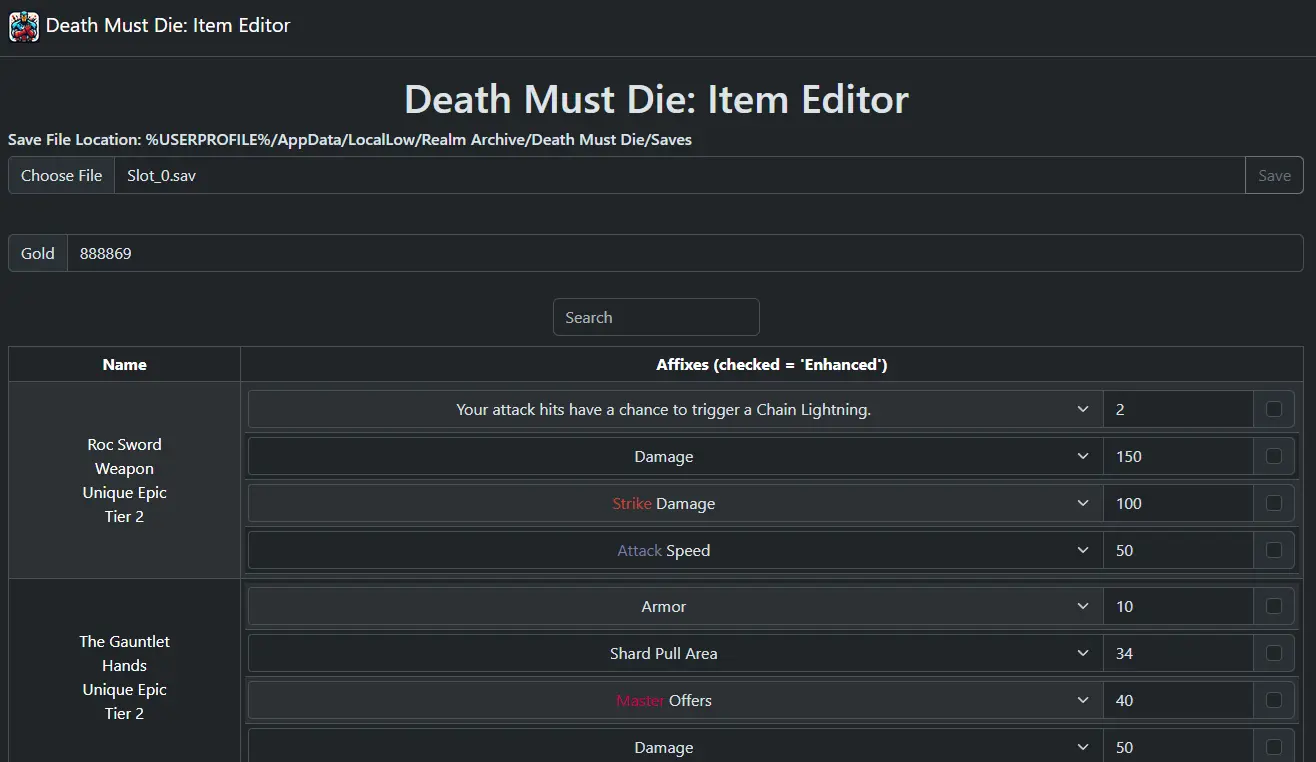 Death Must Die: Item Editor
Death Must Die: Item Editor
Save File Location: %USERPROFILE%/AppData/LocalLow/Realm Archive/Death Must Die/Saves
Choose File Slot_0.sav Save
Gold 888869
Search
Name Affixes (checked = 'Enhanced')
Roc Sword
Weapon
Unique Epic
Tier 2
Your attack hits have a chance to trigger a Chain Lightning. 2
Damage 150
Strike Damage 100
Attack Speed 50
The Gauntlet
Hands
Unique Epic
Tier 2
Armor 10
Shard Pull Area 34
Master Offers 40
Damage 50